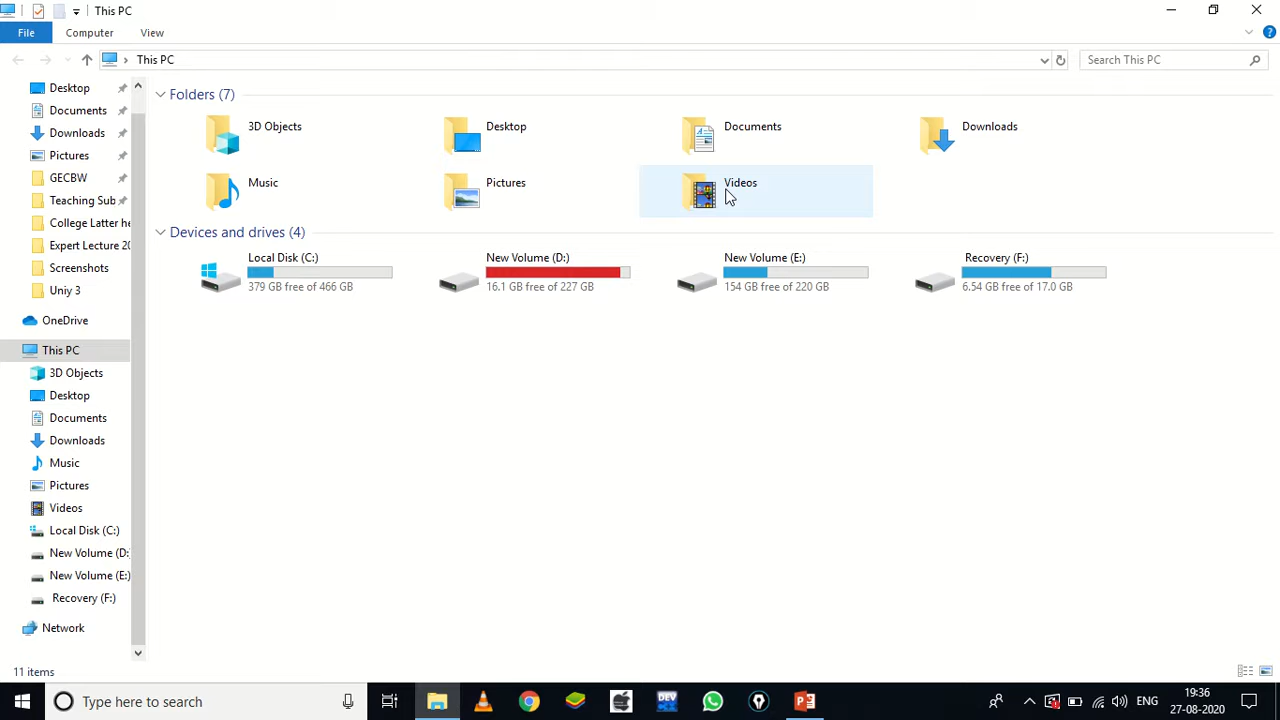 This PC
File Computer View
This PC
Search This PC
Desktop
Documents
Downloads
Pictures
GECBW
Teaching Sub
College Latter he
Expert Lecture 20
Screenshots
Uniy 3
OneDrive
This PC
3D Objects
Desktop
Documents
Downloads
Music
Pictures
Videos
Local Disk (C:)
New Volume (D:
New Volume (E:)
Recovery (F:)
Network
Folders (7)
3D Objects
Desktop
Documents
Downloads
Music
Pictures
Videos
Devices and drives (4)
Local Disk (C:)
379 GB free of 466 GB
New Volume (D:)
16.1 GB free of 227 GB
New Volume (E:)
154 GB free of 220 GB
Recovery (F:)
6.54 GB free of 17.0 GB
11 items
Type here to search
DEV
ENG
19:36
27-08-2020